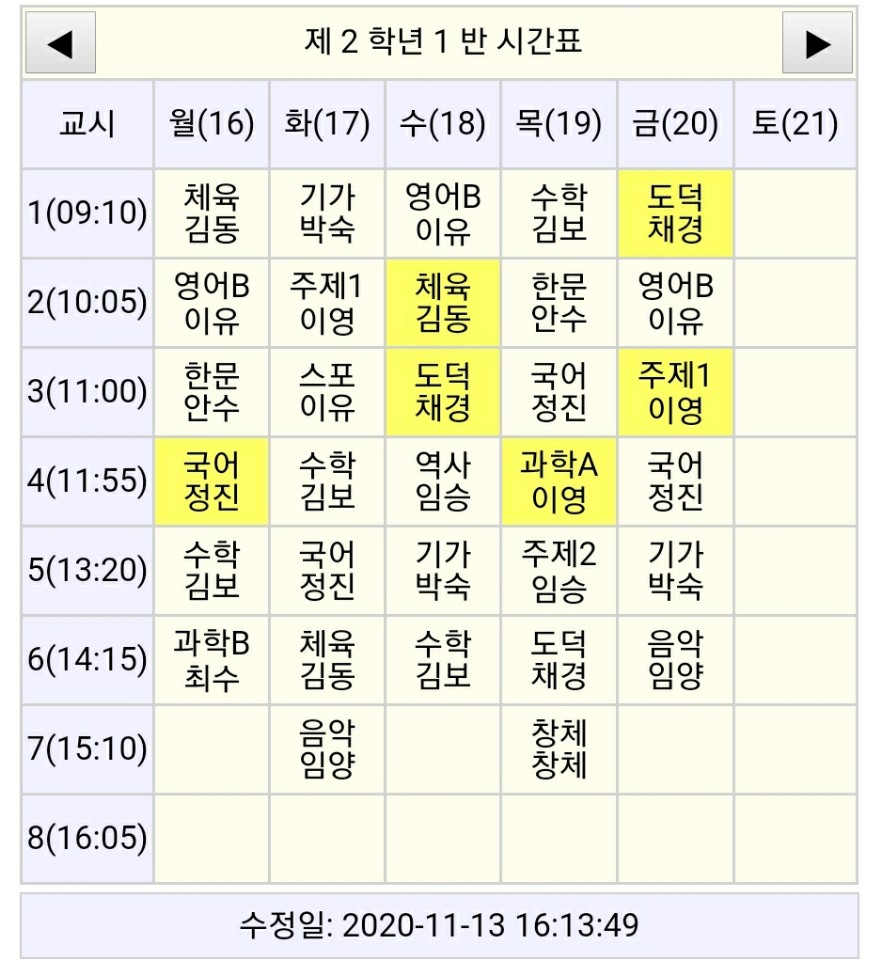 ◀ 제 2 학년 1 반 시간표 ▶
교시 월(16) 화(17) 수(18) 목(19) 금(20) 토(21)
1(09:10) 체육 기가 영어B 수학 도덕
김동 박숙 이유 김보 채경
2(10:05) 영어B 주제1 체육 한문 영어B
이유 이영 김동 안수 이유
3(11:00) 한문 스포 도덕 국어 주제1
안수 이유 채경 정진 이영
4(11:55) 국어 수학 역사 과학A 국어
정진 김보 임승 이영 정진
5(13:20) 수학 국어 기가 주제2 기가
김보 정진 박숙 임승 박숙
6(14:15) 과학B 체육 수학 도덕 음악
최수 김동 김보 채경 임양
7(15:10) 음악 창체
임양 창체
8(16:05)
수정일: 2020-11-13 16:13:49